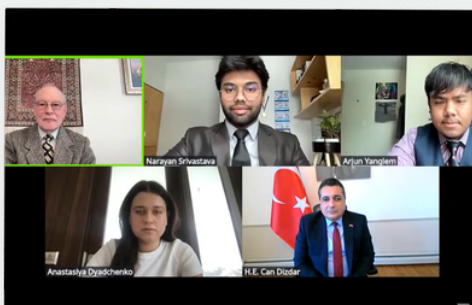 Narayan Srivastava
Arjun Yanglem
Anastasiya Dyadchenko
H.E. Can Dizdar